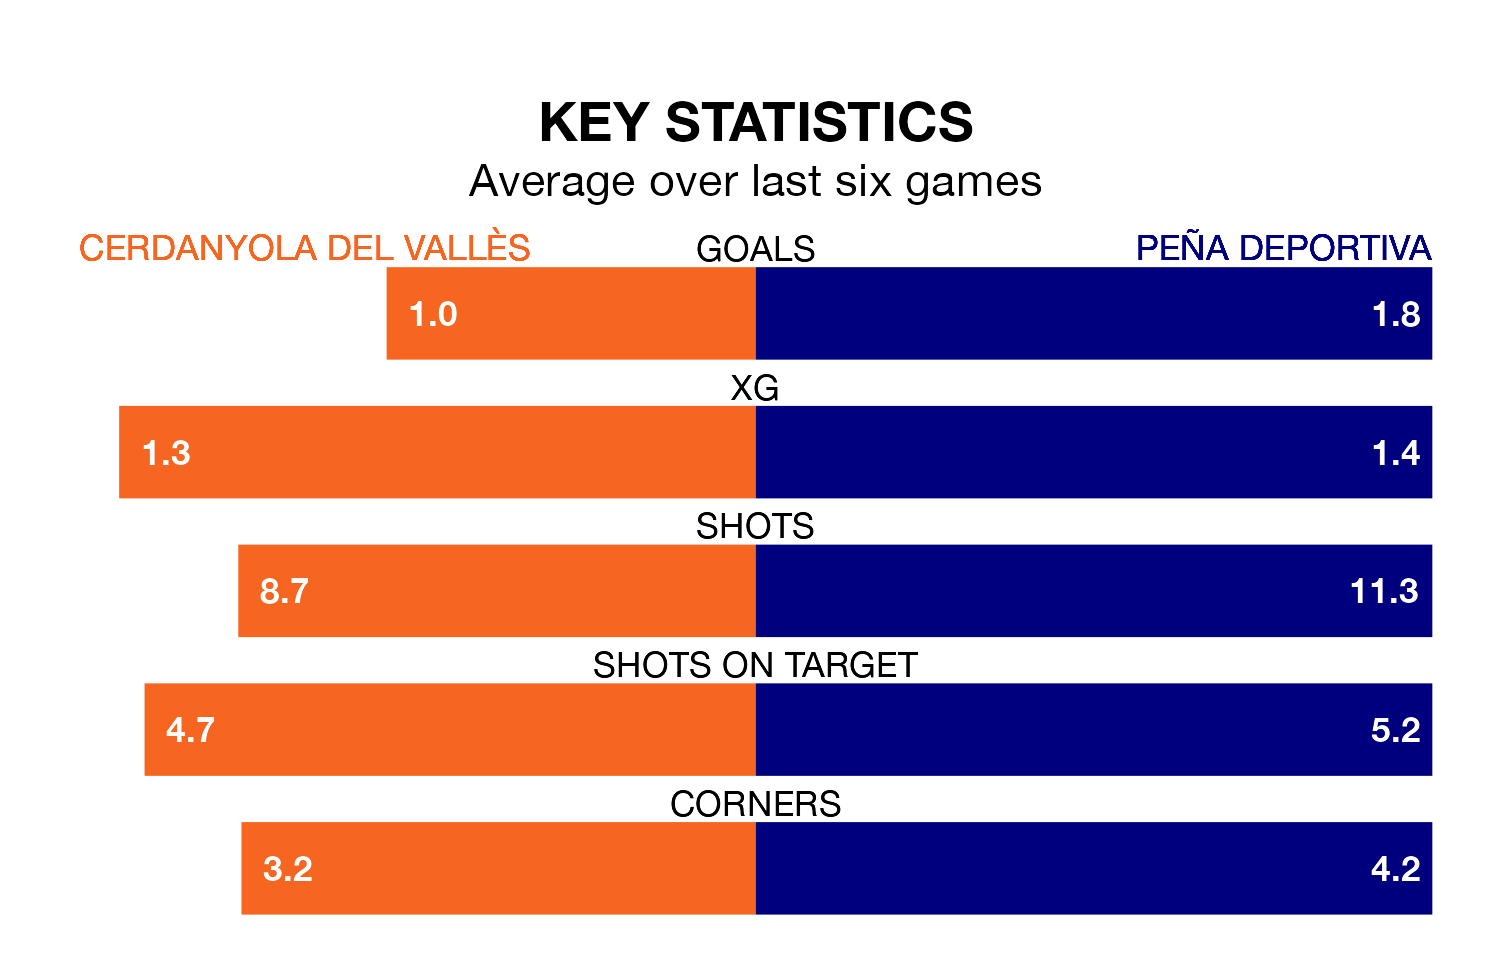 KEY STATISTICS
Average over last six games
CERDANYOLA DEL VALLÈS GOALS PEÑA DEPORTIVA
1.0 1.8
XG
1.3 1.4
SHOTS
8.7 11.3
SHOTS ON TARGET
4.7 5.2
CORNERS
3.2 4.2